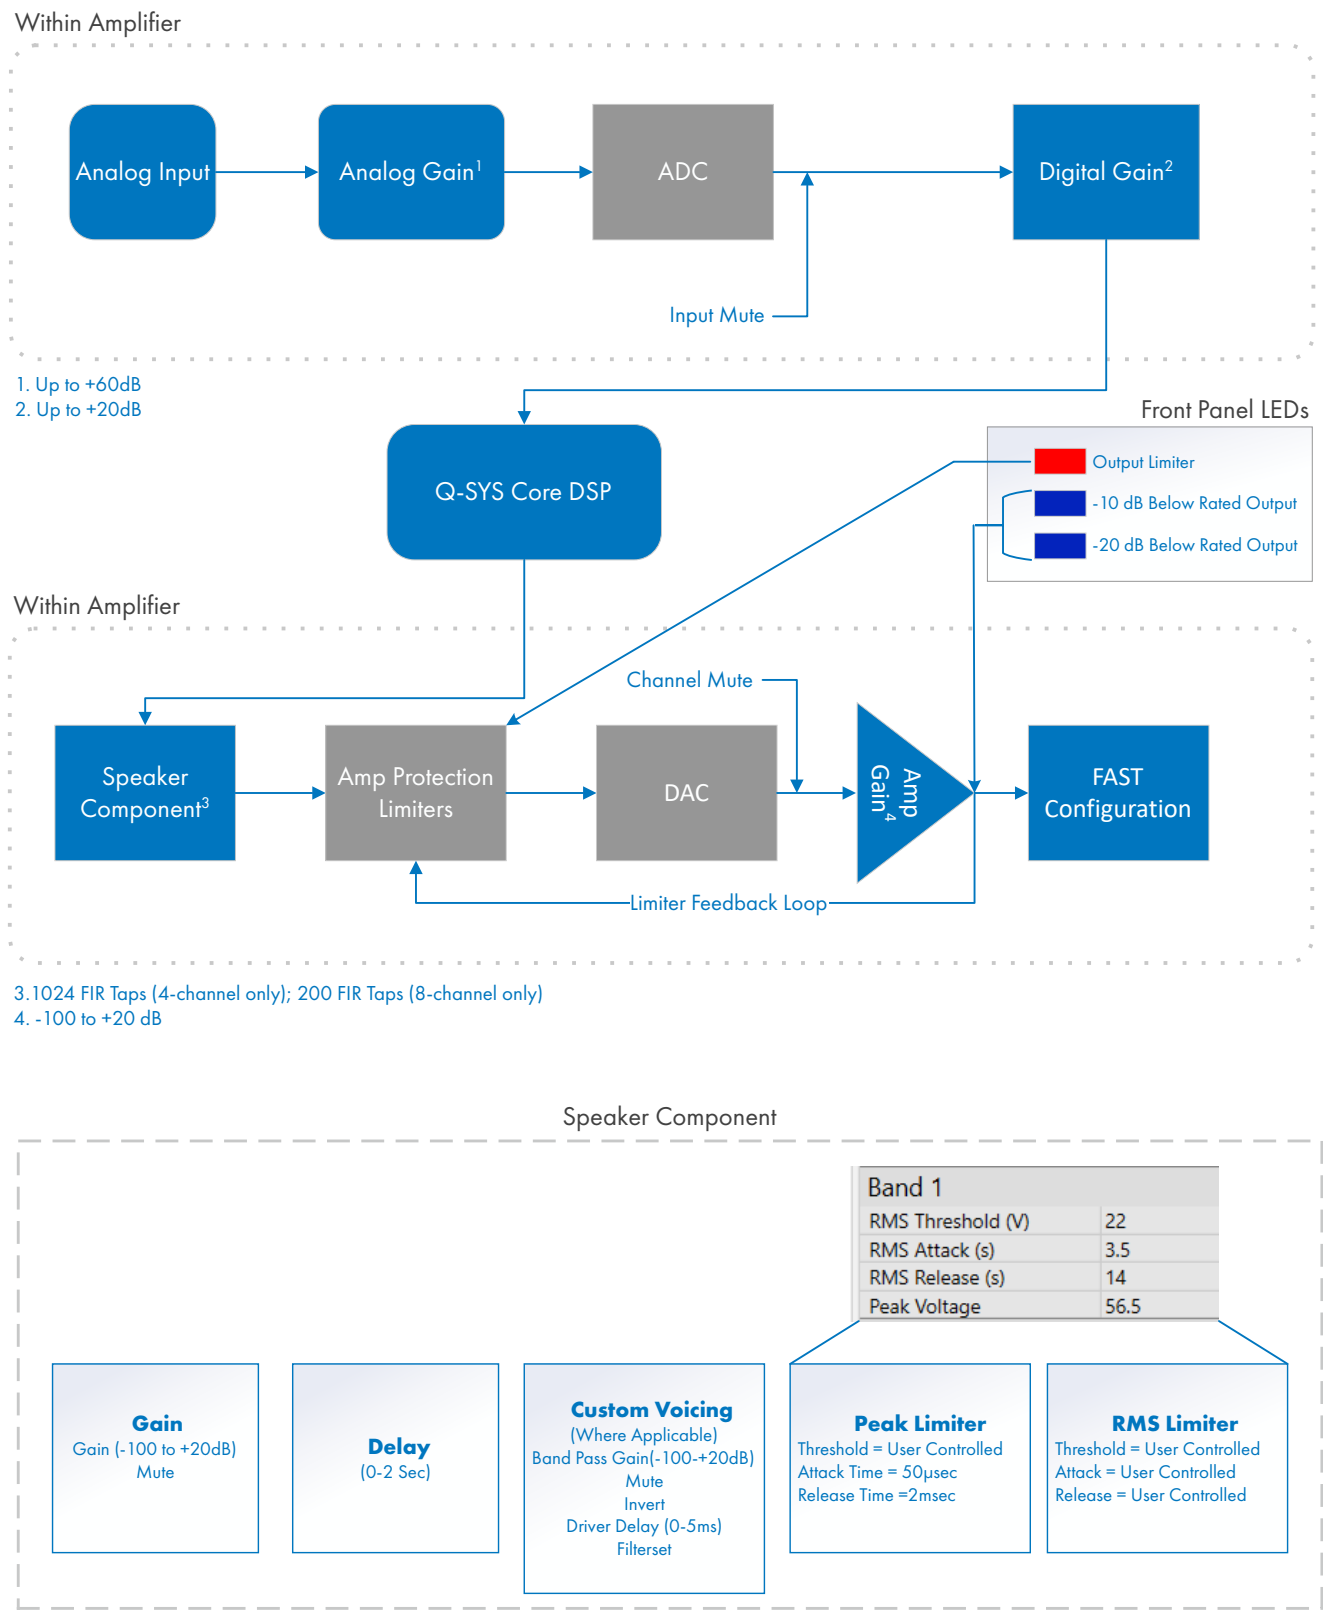 Within Amplifier
Analog Input
Analog Gain1
ADC
Digital Gain2
Input Mute
1. Up to +60dB
2. Up to +20dB
Front Panel LEDs
Output Limiter
-10 dB Below Rated Output
-20 dB Below Rated Output
Q-SYS Core DSP
Within Amplifier
Channel Mute
Speaker
Component3
Amp Protection
Limiters
DAC
Amp
Gain4
FAST
Configuration
Limiter Feedback Loop
3.1024 FIR Taps (4-channel only); 200 FIR Taps (8-channel only)
4. -100 to +20 dB
Speaker Component
Band 1
RMS Threshold (V) 22
RMS Attack (s) 3.5
RMS Release (s) 14
Peak Voltage 56.5
Gain
Gain (-100 to +20dB)
Mute
Delay
(0-2 Sec)
Custom Voicing
(Where Applicable)
Band Pass Gain(-100-+20dB)
Mute
Invert
Driver Delay (0-5ms)
Filterset
Peak Limiter
Threshold = User Controlled
Attack Time = 50µsec
Release Time =2msec
RMS Limiter
Threshold = User Controlled
Attack = User Controlled
Release = User Controlled